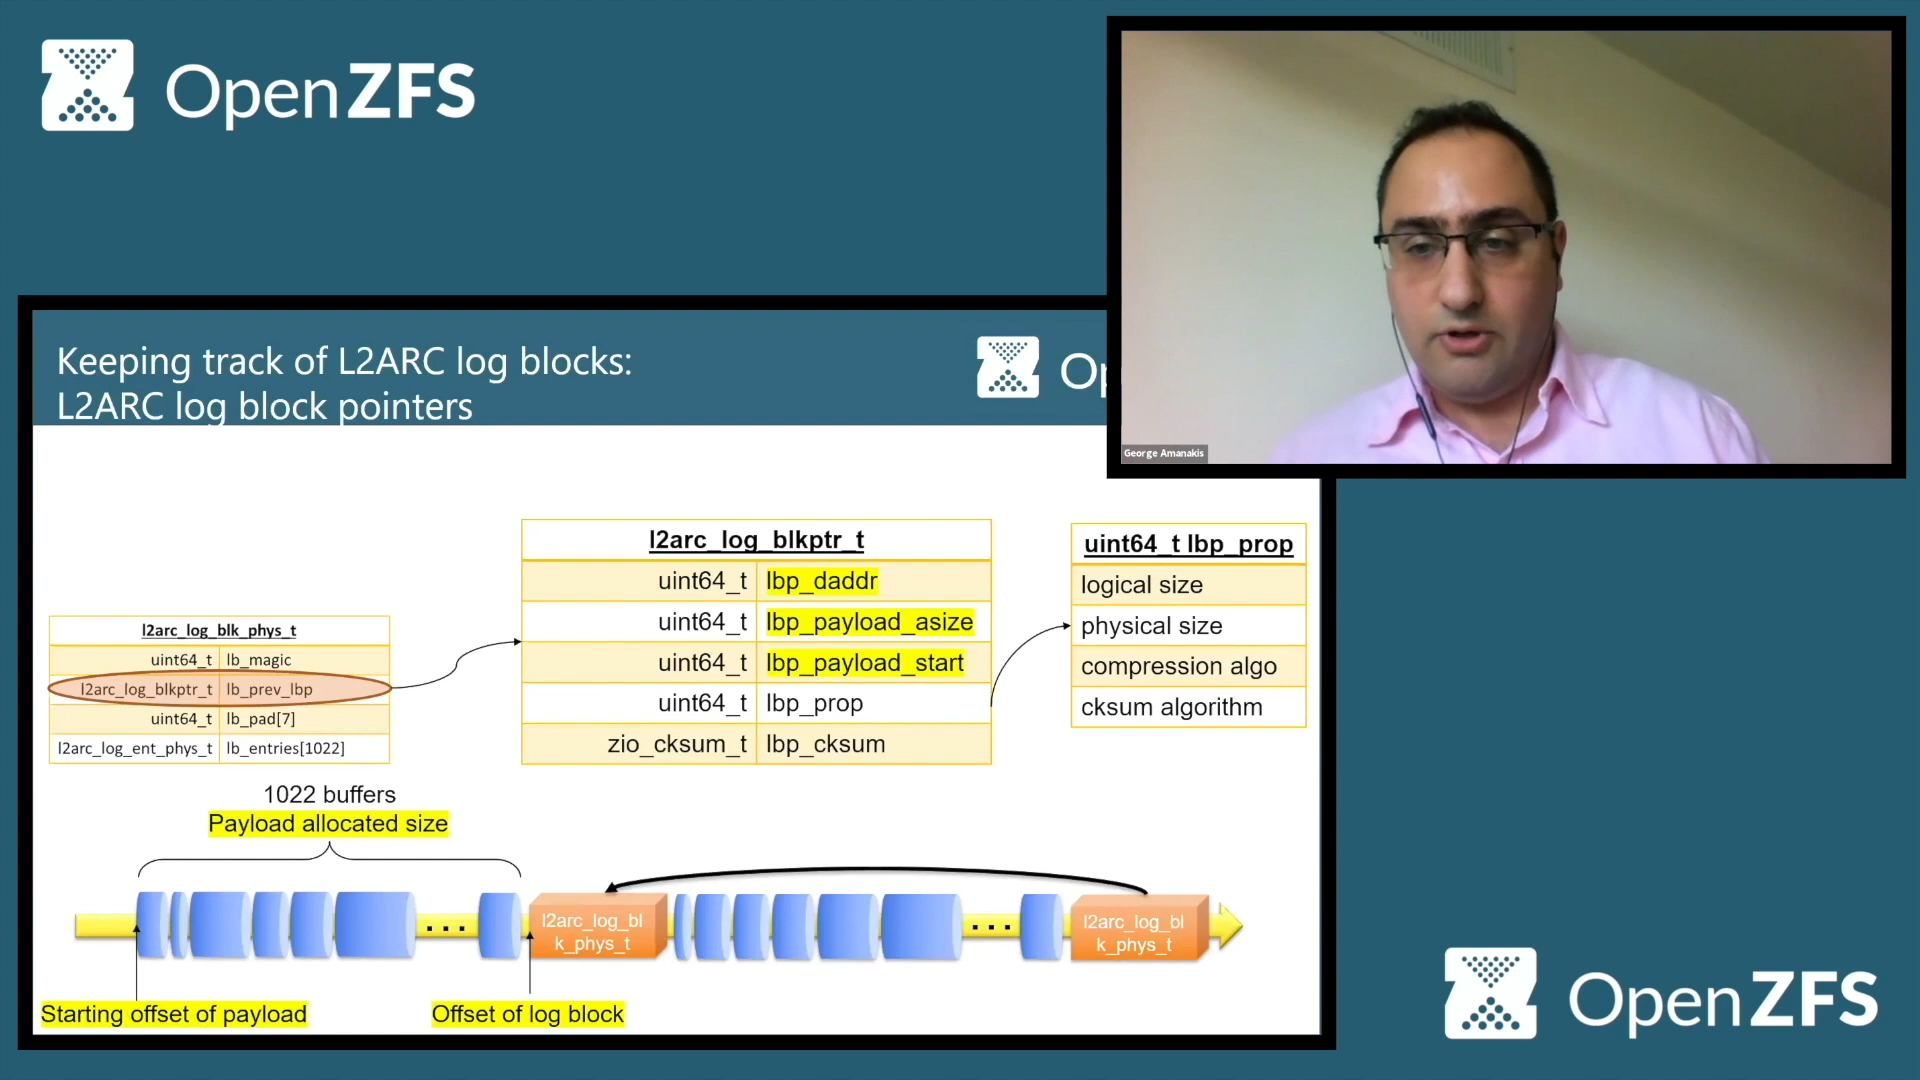 OpenZFS
George Amanakis
Keeping track of L2ARC log blocks:
L2ARC log block pointers
Op
l2arc_log_blk_phys_t
uint64_t lb_magic
l2arc_log_blkptr_t lb_prev_lbp
uint64_t lb_pad[7]
l2arc_log_ent_phys_t lb_entries[1022]
l2arc_log_blkptr_t
uint64_t lbp_daddr
uint64_t lbp_payload_asize
uint64_t lbp_payload_start
uint64_t lbp_prop
zio_cksum_t lbp_cksum
uint64_t lbp_prop
logical size
physical size
compression algo
cksum algorithm
1022 buffers
Payload allocated size
...
l2arc_log_bl
k_phys_t
...
l2arc_log_bl
k_phys_t
Starting offset of payload
Offset of log block
OpenZFS